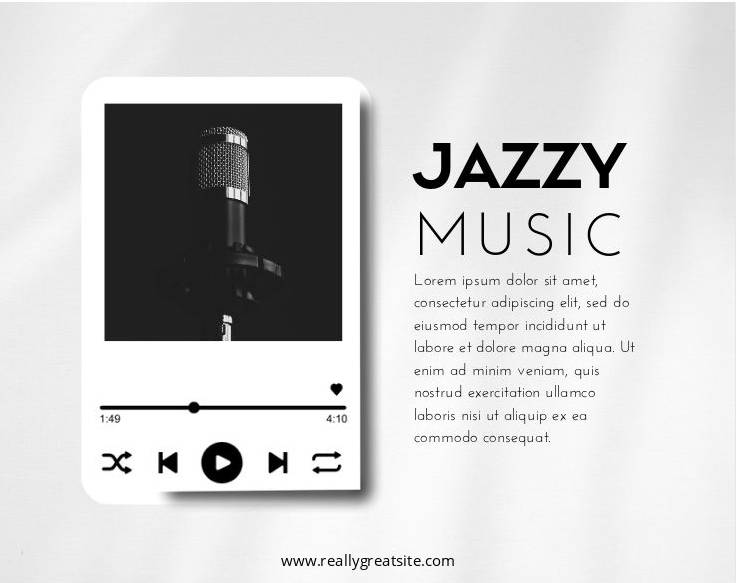 JAZZY
MUSIC
Lorem ipsum dolor sit amet,
consectetur adipiscing elit, sed do
eiusmod tempor incididunt ut
labore et dolore magna aliqua. Ut
enim ad minim veniam, quis
nostrud exercitation ullamco
laboris nisi ut aliquip ex ea
commodo consequat.
1:49 4:10
www.reallygreatsite.com